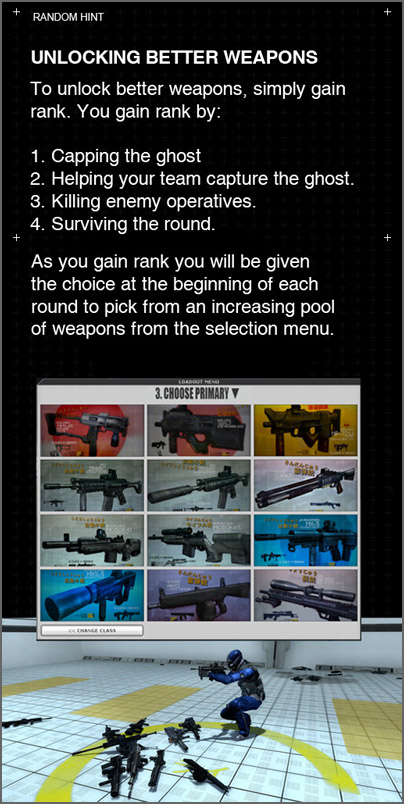 RANDOM HINT
UNLOCKING BETTER WEAPONS
To unlock better weapons, simply gain
rank. You gain rank by:
1. Capping the ghost
2. Helping your team capture the ghost.
3. Killing enemy operatives.
4. Surviving the round.
As you gain rank you will be given
the choice at the beginning of each
round to pick from an increasing pool
of weapons from the selection menu.
LOADOUT MENU
3. CHOOSE PRIMARY ▼
<< CHANGE CLASS